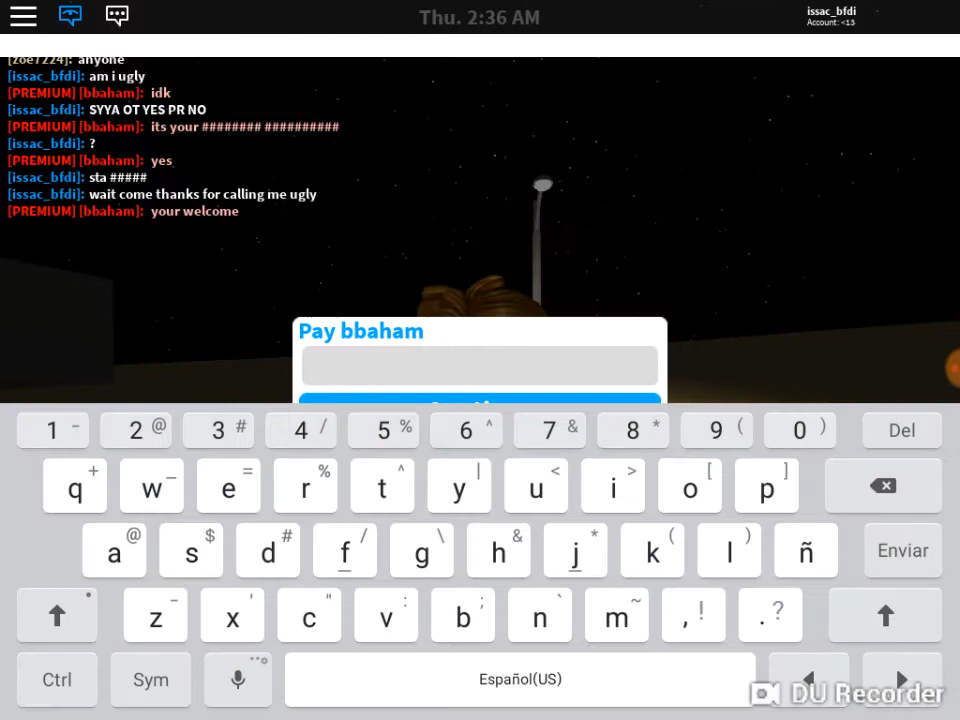 Thu. 2:36 AM
issac_bfdi
Account: <13
[zoe7224]: anyone
[issac_bfdi]: am i ugly
[PREMIUM] [bbaham]: idk
[issac_bfdi]: SYYA OT YES PR NO
[PREMIUM] [bbaham]: its your ######## ##########
[issac_bfdi]: ?
[PREMIUM] [bbaham]: yes
[issac_bfdi]: sta #####
[issac_bfdi]: wait come thanks for calling me ugly
[PREMIUM] [bbaham]: your welcome
Pay bbaham
1 - 2 @ 3 # 4 / 5 % 6 ^ 7 & 8 * 9 ( 0 ) Del
q + w _ e = r % t ^ y | u < i > o [ p ]
a @ s $ d # f / g \ h & j * k ( l ) ñ Enviar
z - x ' c " v : b ; n ` m ~ , ! . ?
Ctrl Sym Español(US)
DU Recorder